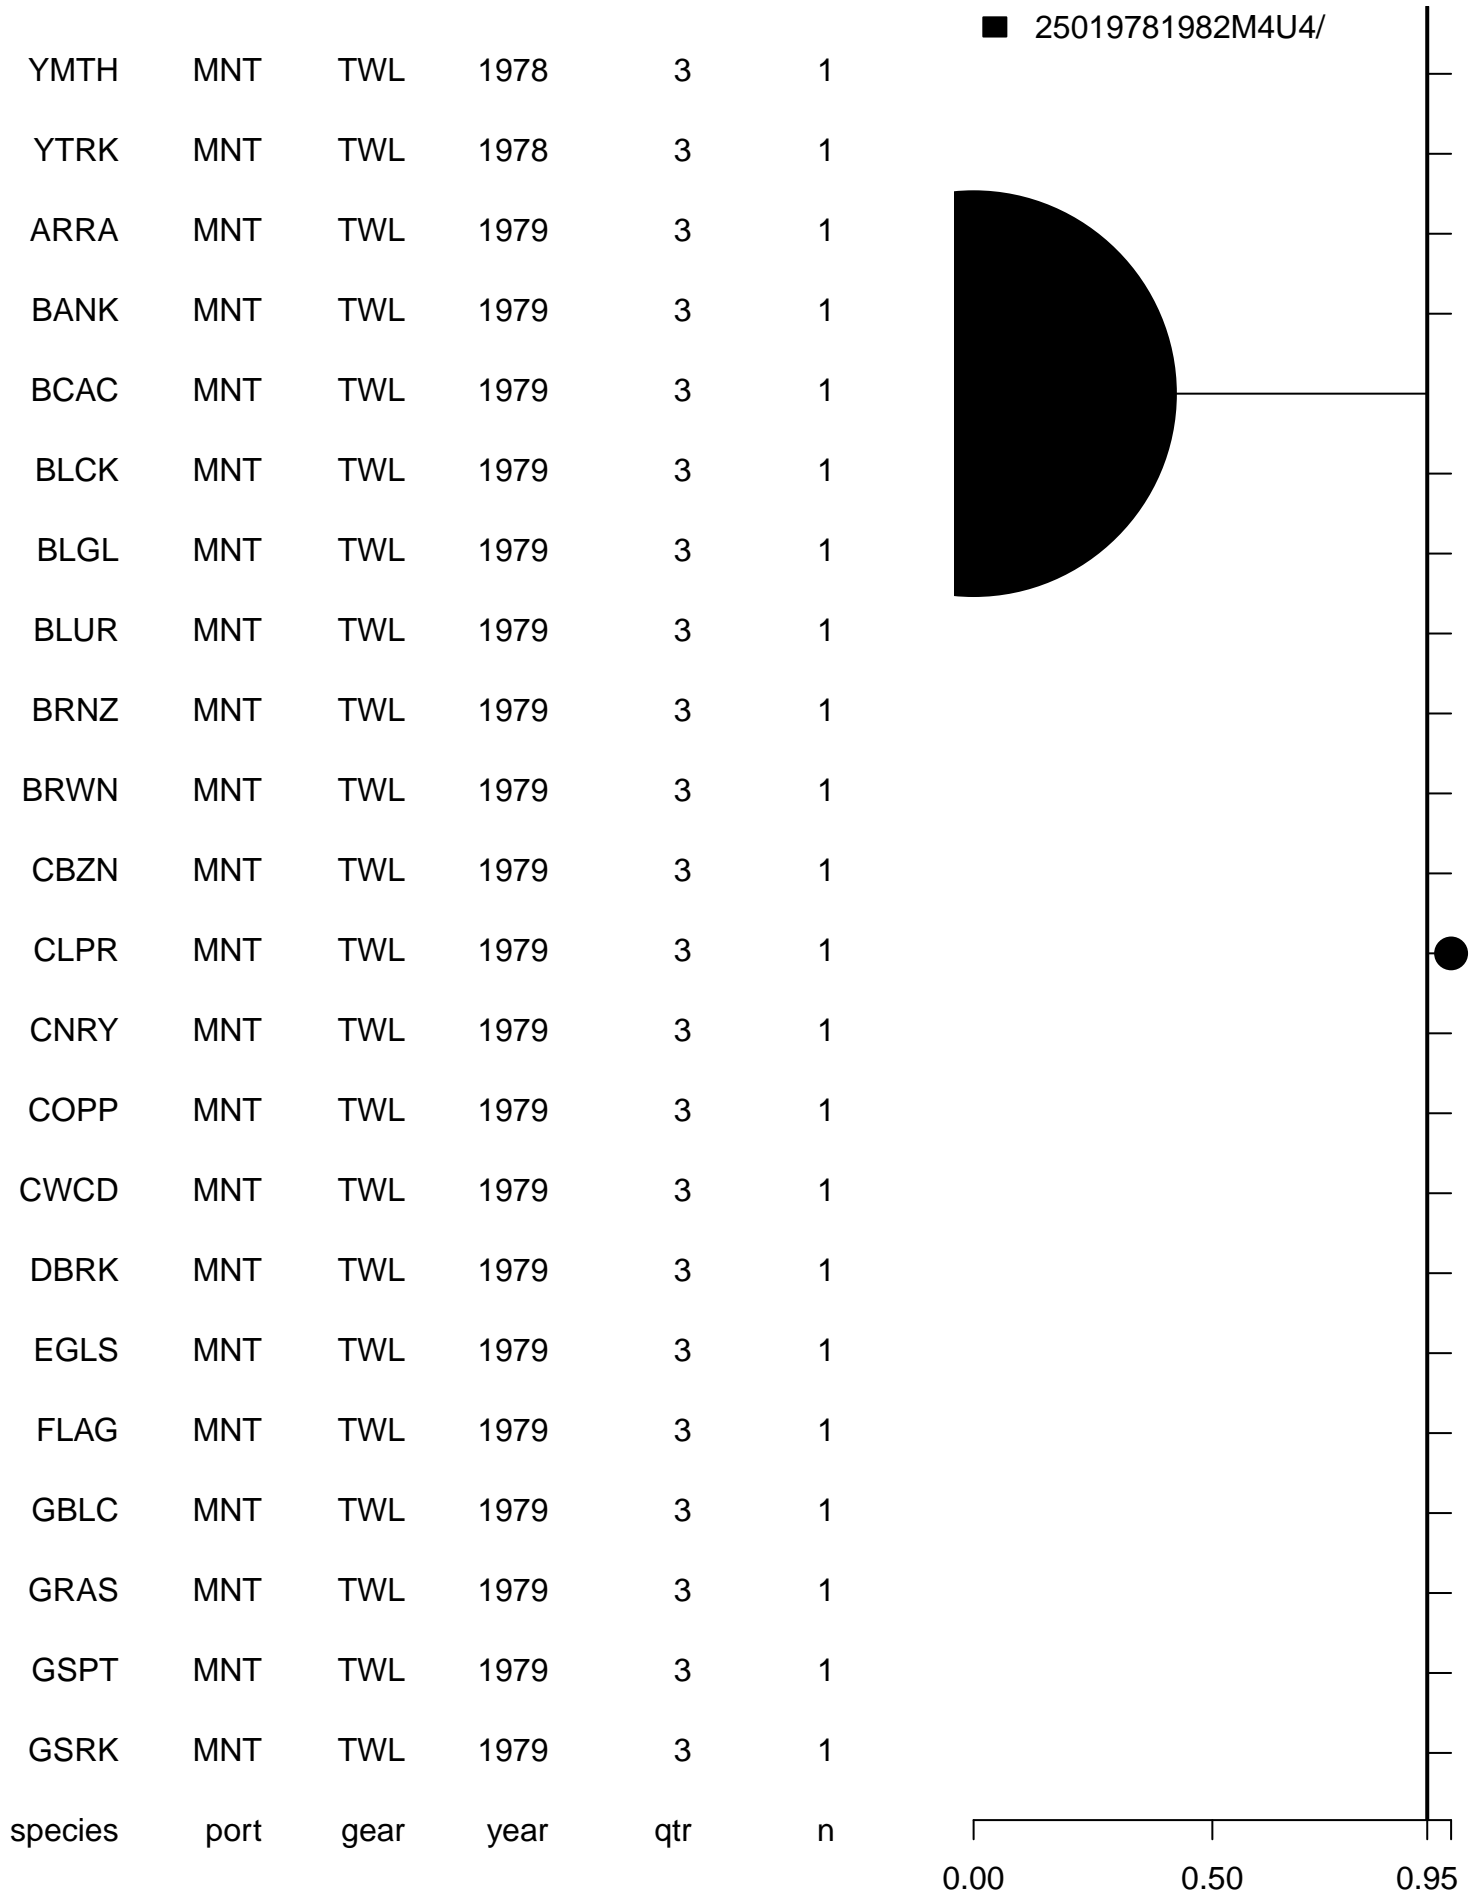 25019781982M4U4/
YMTH MNT TWL 1978 3 1
YTRK MNT TWL 1978 3 1
ARRA MNT TWL 1979 3 1
BANK MNT TWL 1979 3 1
BCAC MNT TWL 1979 3 1
BLCK MNT TWL 1979 3 1
BLGL MNT TWL 1979 3 1
BLUR MNT TWL 1979 3 1
BRNZ MNT TWL 1979 3 1
BRWN MNT TWL 1979 3 1
CBZN MNT TWL 1979 3 1
CLPR MNT TWL 1979 3 1
CNRY MNT TWL 1979 3 1
COPP MNT TWL 1979 3 1
CWCD MNT TWL 1979 3 1
DBRK MNT TWL 1979 3 1
EGLS MNT TWL 1979 3 1
FLAG MNT TWL 1979 3 1
GBLC MNT TWL 1979 3 1
GRAS MNT TWL 1979 3 1
GSPT MNT TWL 1979 3 1
GSRK MNT TWL 1979 3 1
species port gear year qtr n
0.00 0.50 0.95